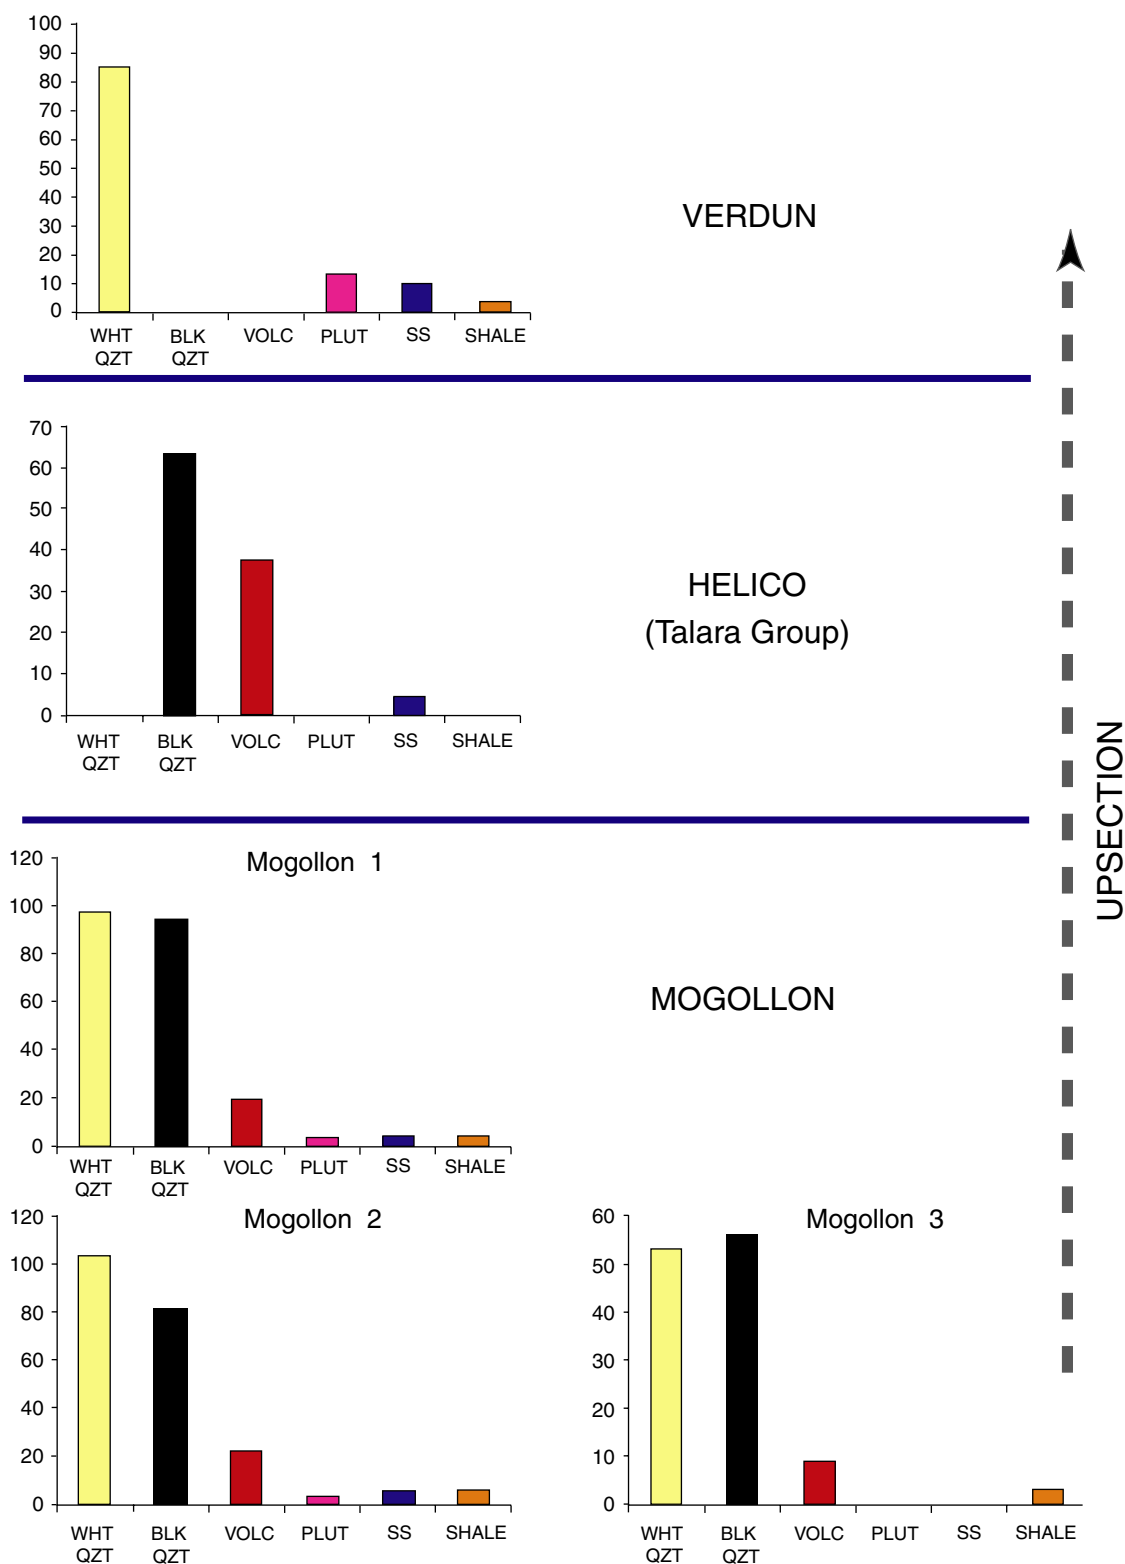 100
90
80
70
60
50
40
30
20
10
0
WHT BLK VOLC PLUT SS SHALE
QZT QZT
VERDUN
70
60
50
40
30
20
10
0
WHT BLK VOLC PLUT SS SHALE
QZT QZT
HELICO
(Talara Group)
UPSECTION
Mogollon 1
120
100
80
60
40
20
0
WHT BLK VOLC PLUT SS SHALE
QZT QZT
MOGOLLON
Mogollon 2
120
100
80
60
40
20
0
WHT BLK VOLC PLUT SS SHALE
QZT QZT
Mogollon 3
60
50
40
30
20
10
0
WHT BLK VOLC PLUT SS SHALE
QZT QZT